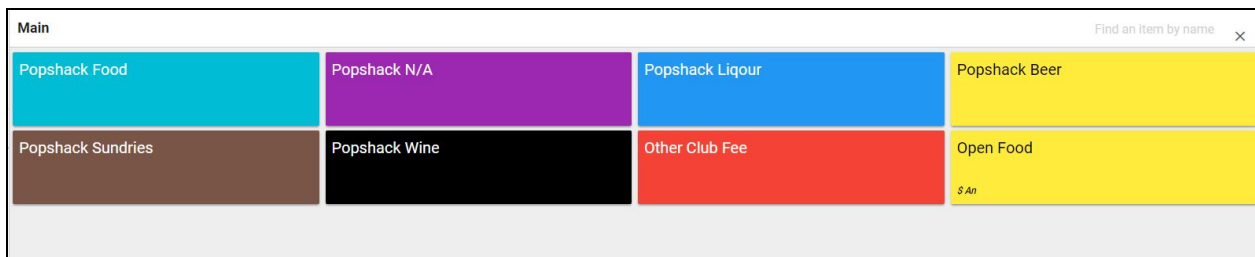 Main
Find an Item by name
Popshack Food
Popshack N/A
Popshack Liqour
Popshack Beer
Popshack Sundries
Popshack Wine
Other Club Fee
Open Food
$ An